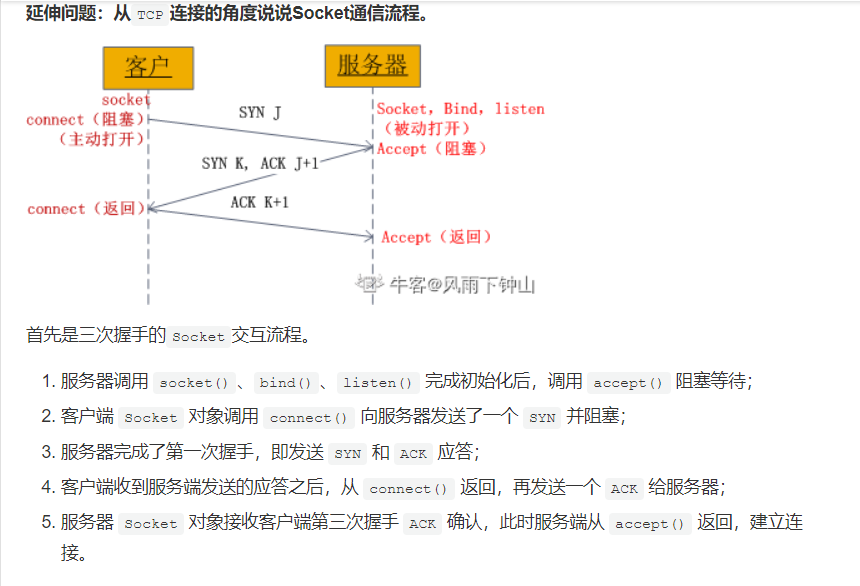 延伸问题：从 TCP 连接的角度说说Socket通信流程。
客户
服务器
socket
connect（阻塞）
（主动打开）
SYN J
Socket, Bind, listen
（被动打开）
Accept（阻塞）
SYN K, ACK J+1
connect（返回）
ACK K+1
Accept（返回）
牛客@风雨下钟山
首先是三次握手的 Socket 交互流程。
1. 服务器调用 socket()、bind()、listen() 完成初始化后，调用 accept() 阻塞等待；
2. 客户端 Socket 对象调用 connect() 向服务器发送了一个 SYN 并阻塞；
3. 服务器完成了第一次握手，即发送 SYN 和 ACK 应答；
4. 客户端收到服务端发送的应答之后，从 connect() 返回，再发送一个 ACK 给服务器；
5. 服务器 Socket 对象接收客户端第三次握手 ACK 确认，此时服务端从 accept() 返回，建立连
接。